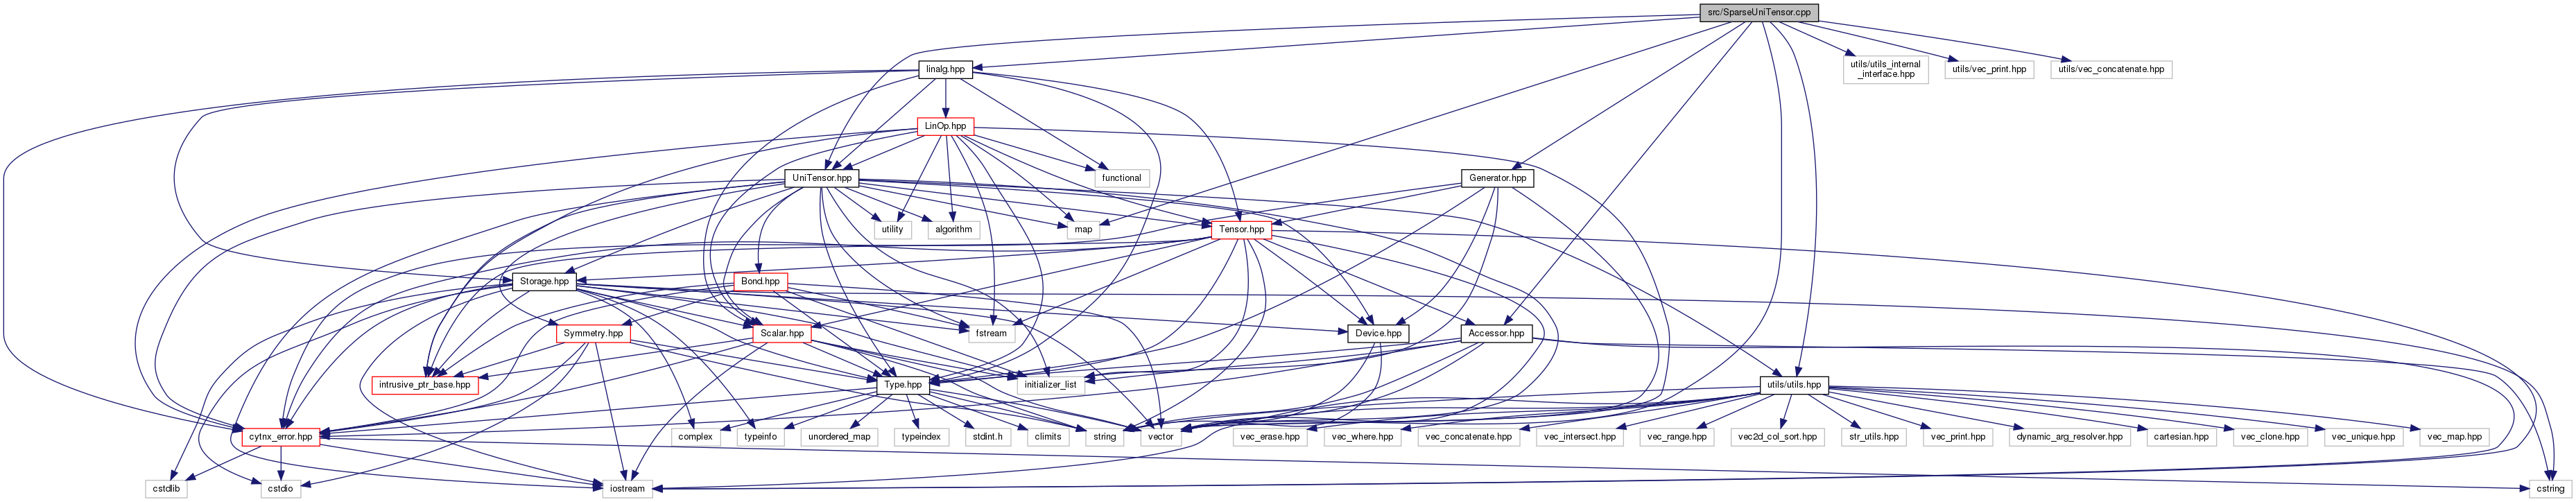 src/SparseUniTensor.cpp
linalg.hpp
utils/utils_internal
_interface.hpp
utils/vec_print.hpp
utils/vec_concatenate.hpp
LinOp.hpp
UniTensor.hpp
functional
Generator.hpp
utility
algorithm
map
Tensor.hpp
Storage.hpp
Bond.hpp
Symmetry.hpp
Scalar.hpp
fstream
Device.hpp
Accessor.hpp
intrusive_ptr_base.hpp
Type.hpp
initializer_list
utils/utils.hpp
cytnx_error.hpp
complex
typeinfo
unordered_map
typeindex
stdint.h
climits
string
vector
vec_erase.hpp
vec_where.hpp
vec_concatenate.hpp
vec_intersect.hpp
vec_range.hpp
vec2d_col_sort.hpp
str_utils.hpp
vec_print.hpp
dynamic_arg_resolver.hpp
cartesian.hpp
vec_clone.hpp
vec_unique.hpp
vec_map.hpp
cstdlib
cstdio
iostream
cstring